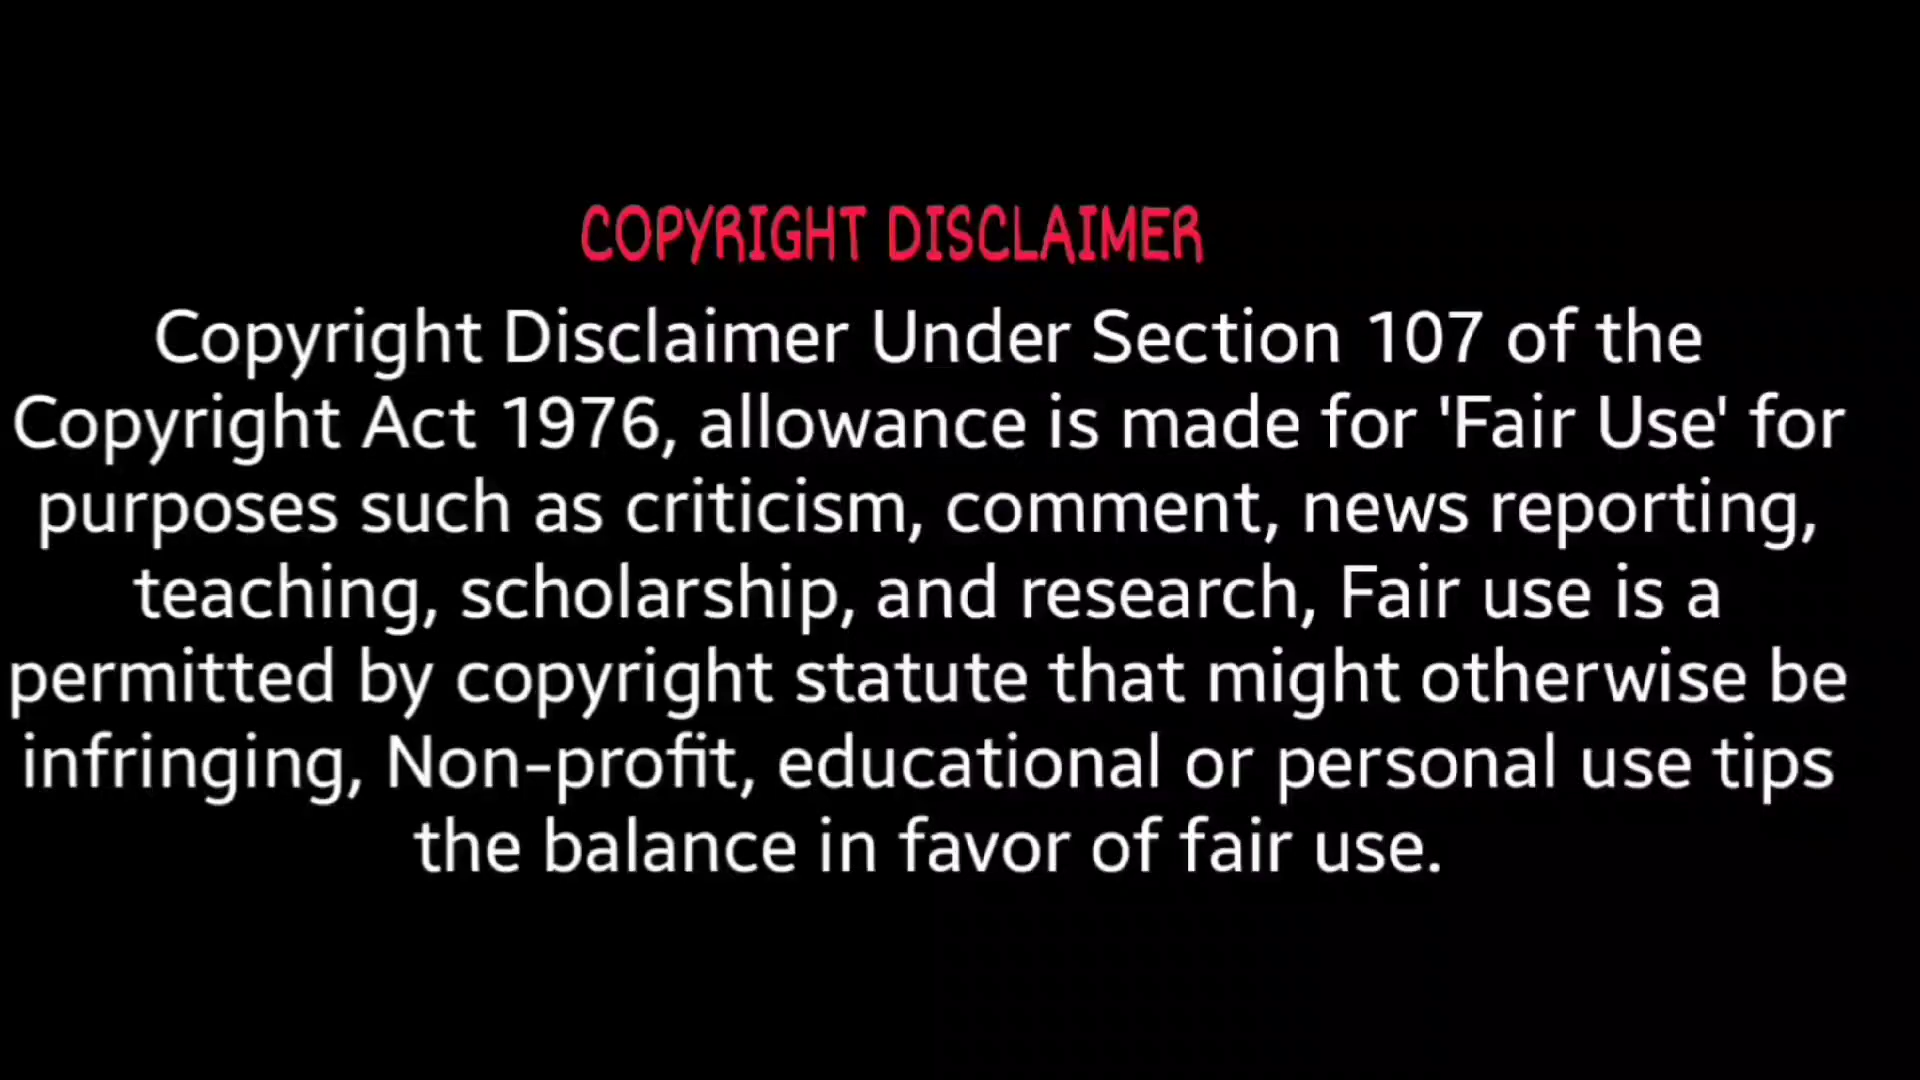 COPYRIGHT DISCLAIMER
Copyright Disclaimer Under Section 107 of the
Copyright Act 1976, allowance is made for 'Fair Use' for
purposes such as criticism, comment, news reporting,
teaching, scholarship, and research, Fair use is a
permitted by copyright statute that might otherwise be
infringing, Non-profit, educational or personal use tips
the balance in favor of fair use.